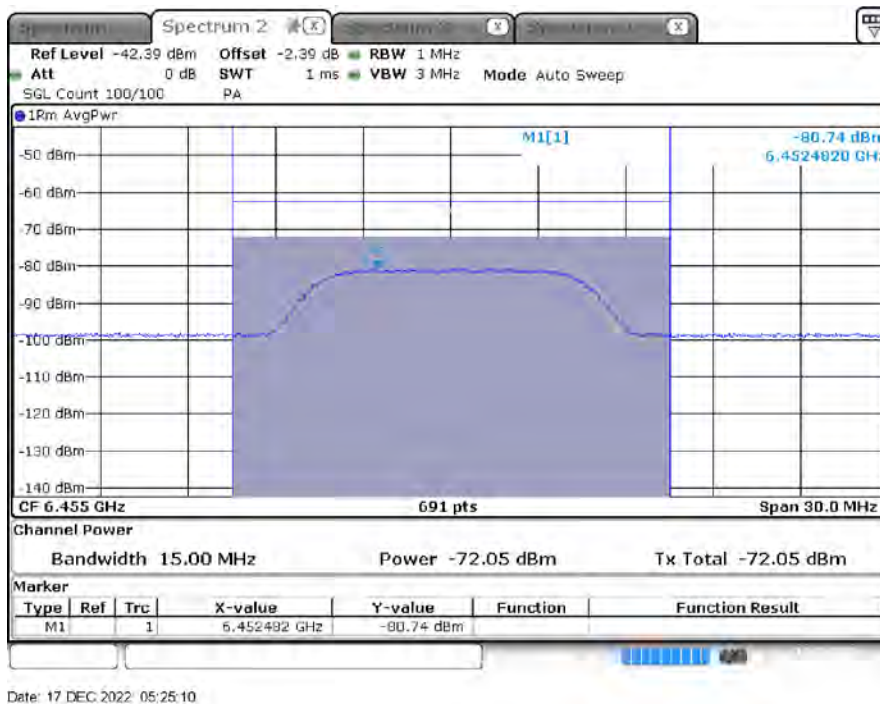 Spectrum 2
Ref Level -42.39 dBm Offset -2.39 dB RBW 1 MHz
Att 0 dB SWT 1 ms VBW 3 MHz Mode Auto Sweep
SGL Count 100/100 PA
1Rm AvgPwr
M1[1] -80.74 dBm
6.4524820 GHz
-50 dBm
-60 dBm
-70 dBm
-80 dBm
-90 dBm
-100 dBm
-110 dBm
-120 dBm
-130 dBm
-140 dBm
CF 6.455 GHz 691 pts Span 30.0 MHz
Channel Power
Bandwidth 15.00 MHz Power -72.05 dBm Tx Total -72.05 dBm
Marker
Type Ref Trc X-value Y-value Function Function Result
M1 1 6.452482 GHz -80.74 dBm
Date: 17 DEC 2022 05:25:10